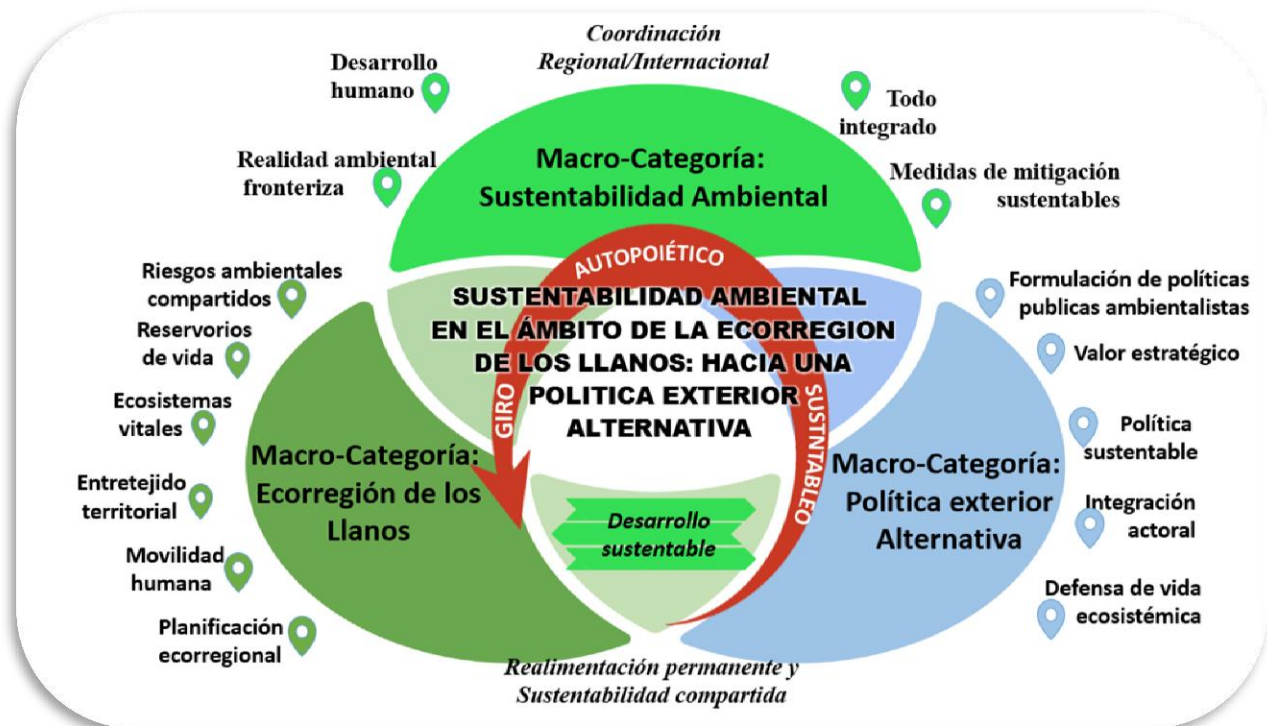 Coordinación
Regional/Internacional
Desarrollo
humano
Todo
integrado
Realidad ambiental
fronteriza
Medidas de mitigación
sustentables
Macro-Categoría:
Sustentabilidad Ambiental
GIRO
AUTOPOIÉTICO
SUSTNTABLEO
SUSTENTABILIDAD AMBIENTAL
EN EL ÁMBITO DE LA ECORREGION
DE LOS LLANOS: HACIA UNA
POLITICA EXTERIOR
ALTERNATIVA
Riesgos ambientales
compartidos
Reservorios
de vida
Ecosistemas
vitales
Entretejido
territorial
Movilidad
humana
Planificación
ecorregional
Macro-Categoría:
Ecorregión de los
Llanos
Desarrollo
sustentable
Macro-Categoría:
Política exterior
Alternativa
Formulación de políticas
publicas ambientalistas
Valor estratégico
Política
sustentable
Integración
actoral
Defensa de vida
ecosistémica
Realimentación permanente y
Sustentabilidad compartida